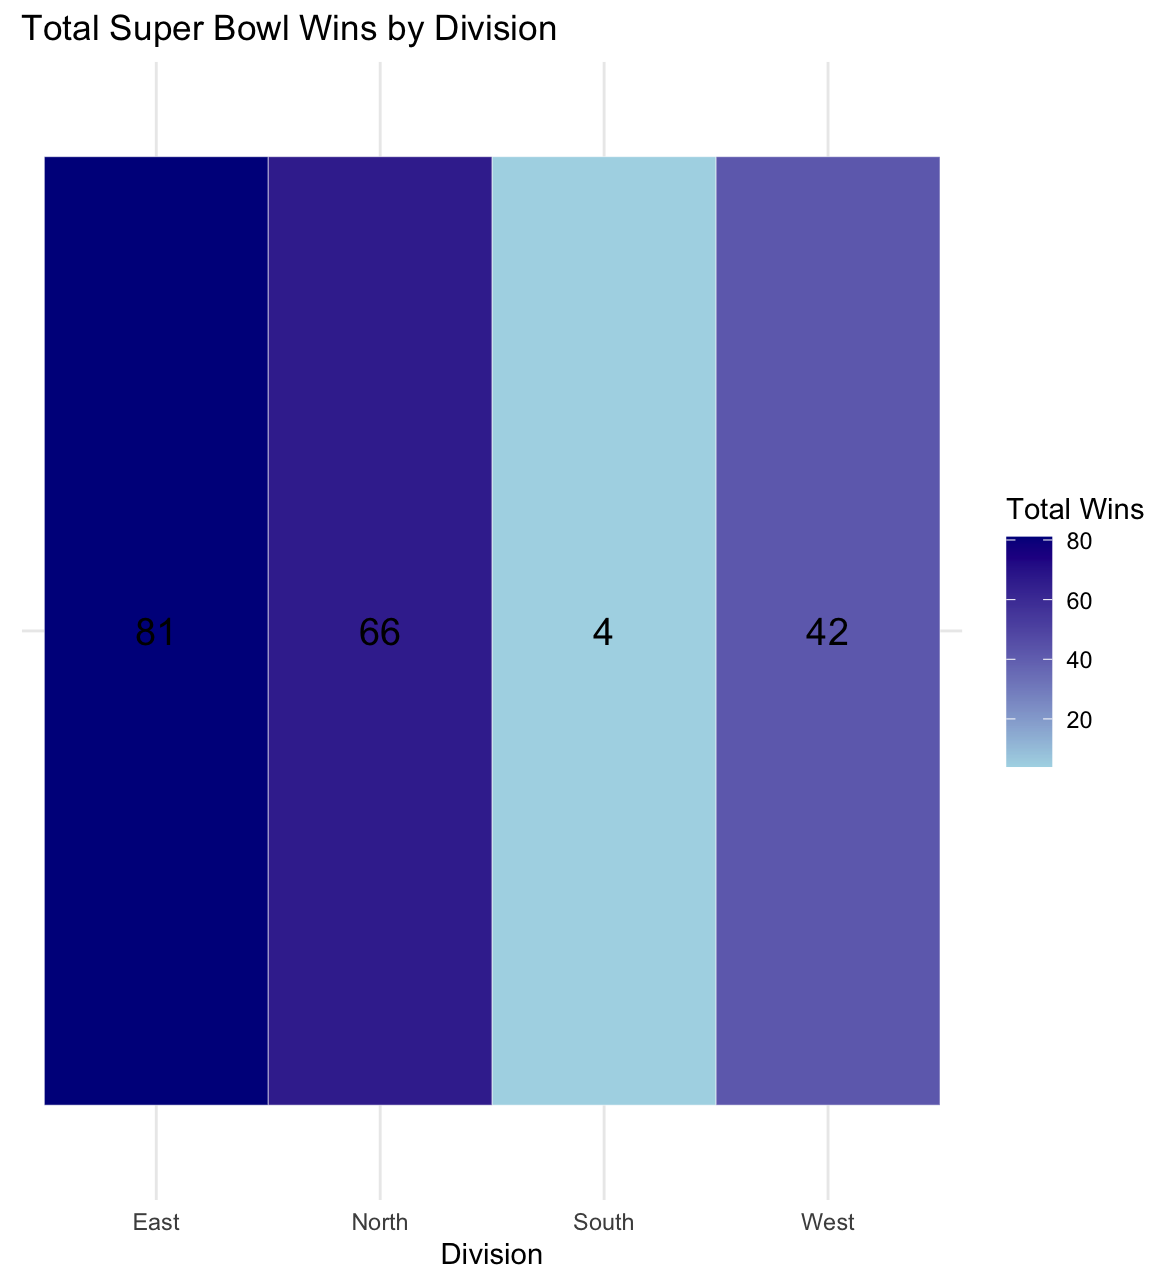 Total Super Bowl Wins by Division
81 66 4 42
Total Wins
80
60
40
20
East North South West
Division